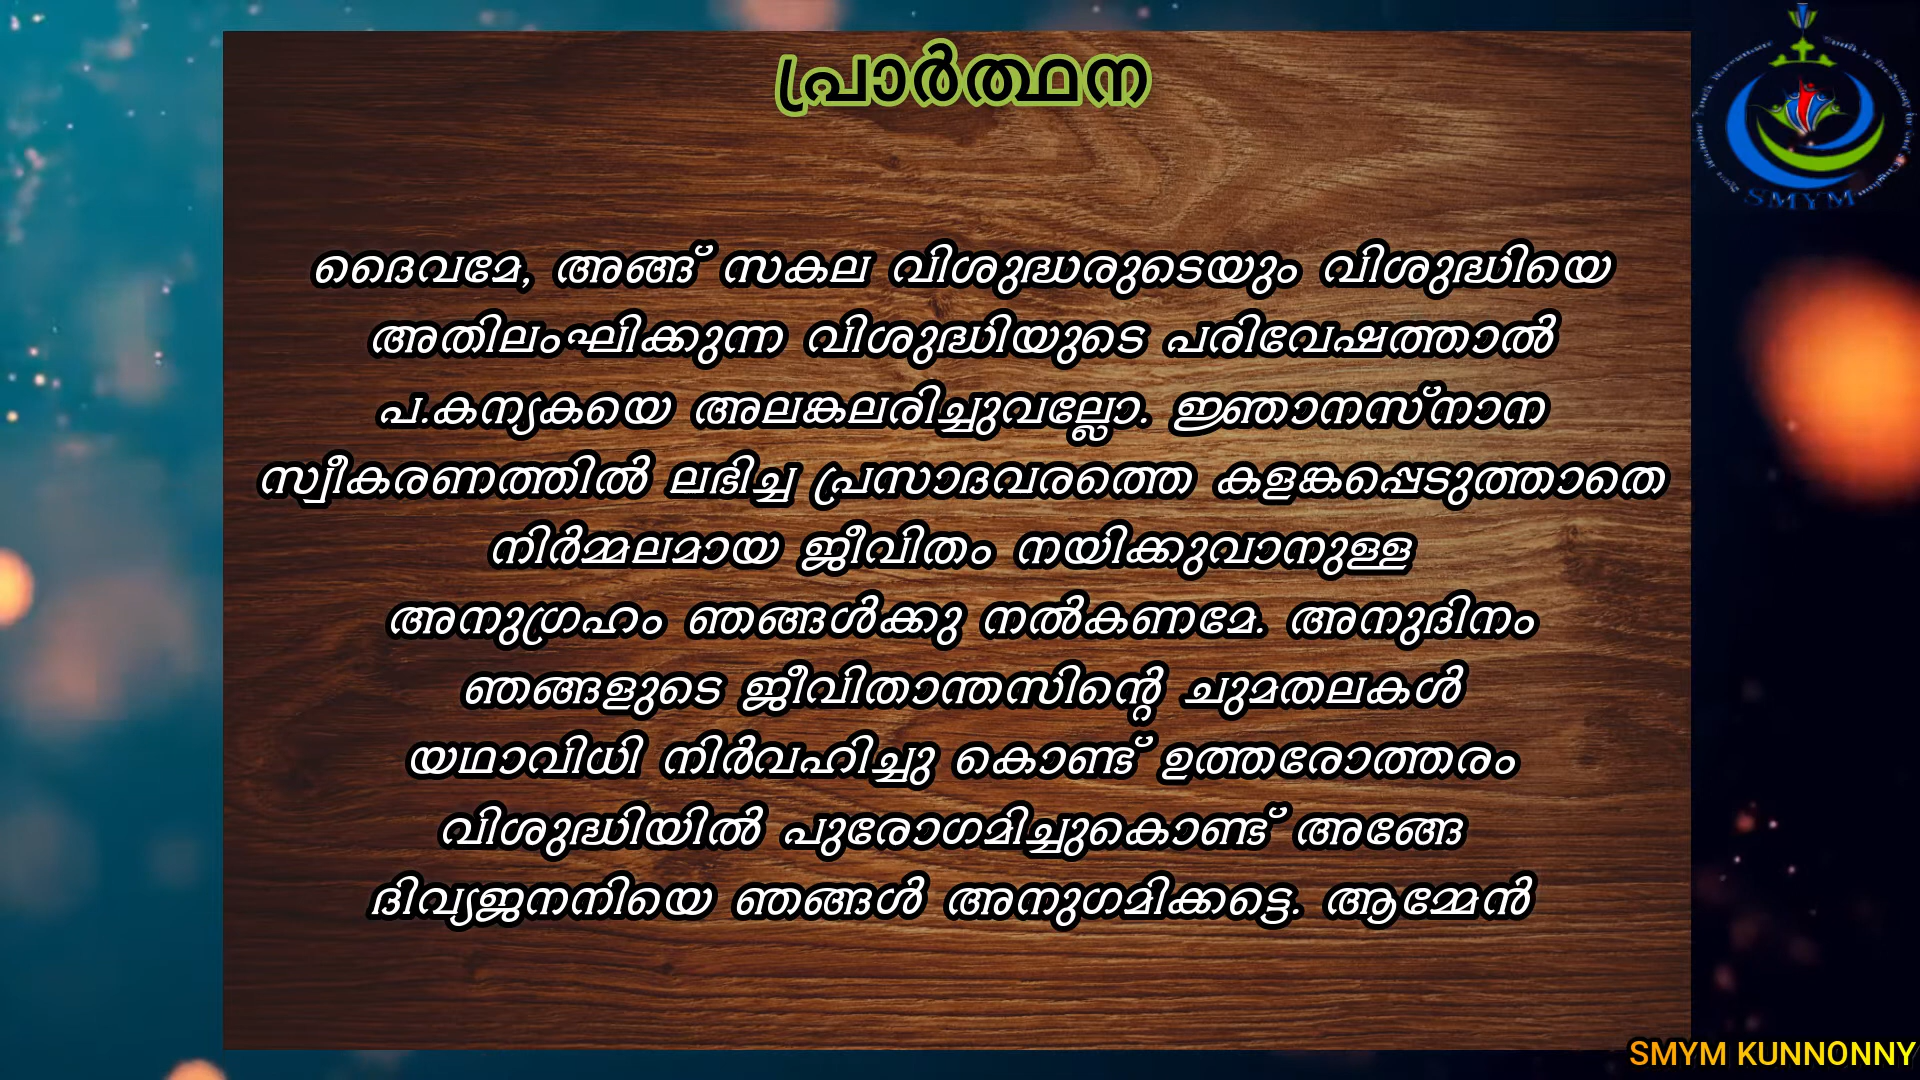 പ്രാർത്ഥന
ദൈവമേ, അങ്ങ് സകല വിശുദ്ധരുടെയും വിശുദ്ധിയെ
അതിലംഘിക്കുന്ന വിശുദ്ധിയുടെ പരിവേഷത്താൽ
പ.കന്യകയെ അലങ്കലരിച്ചുവല്ലോ. ജ്ഞാനസ്നാന
സ്വീകരണത്തിൽ ലഭിച്ച പ്രസാദവരത്തെ കളങ്കപ്പെടുത്താതെ
നിർമ്മലമായ ജീവിതം നയിക്കുവാനുള്ള
അനുഗ്രഹം ഞങ്ങൾക്കു നൽകണമേ. അനുദിനം
ഞങ്ങളുടെ ജീവിതാന്തസിന്റെ ചുമതലകൾ
യഥാവിധി നിർവഹിച്ചു കൊണ്ട് ഉത്തരോത്തരം
വിശുദ്ധിയിൽ പുരോഗമിച്ചുകൊണ്ട് അങ്ങേ
ദിവ്യജനനിയെ ഞങ്ങൾ അനുഗമിക്കട്ടെ. ആമ്മേൻ
SMYM
SMYM KUNNONNY